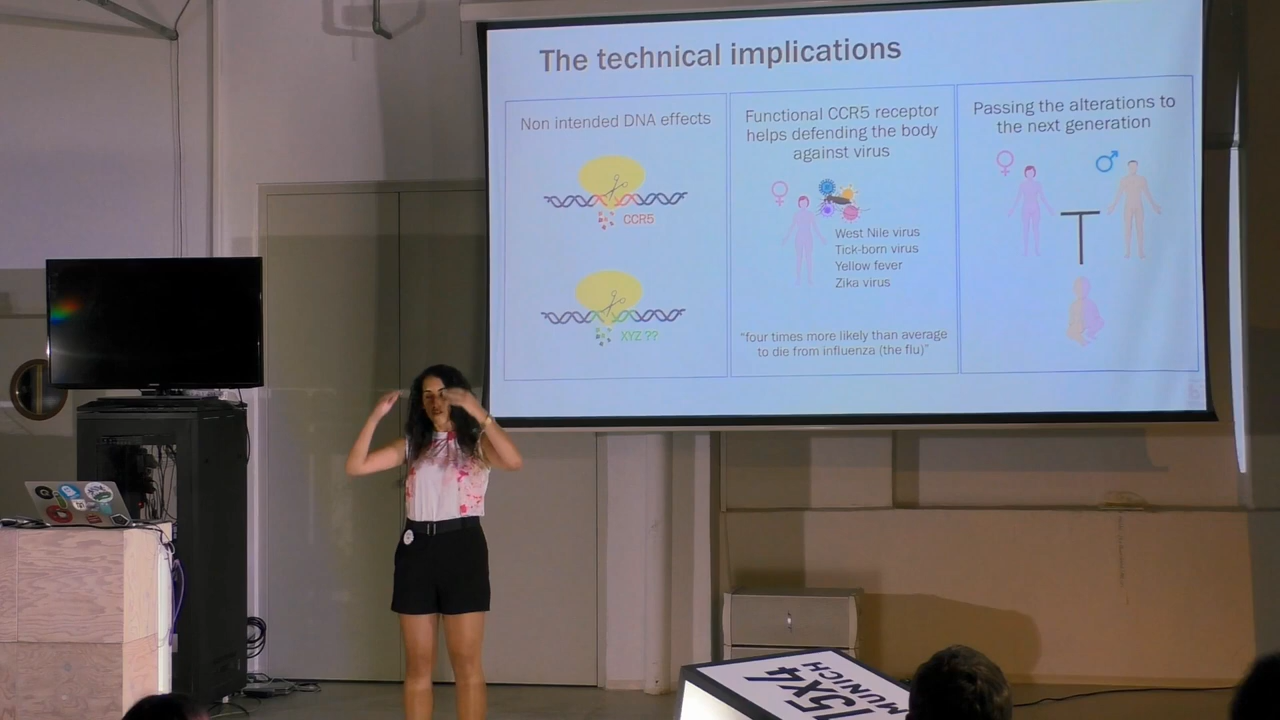 The technical implications
Non intended DNA effects
CCR5
XYZ ??
Functional CCR5 receptor
helps defending the body
against virus
West Nile virus
Tick-born virus
Yellow fever
Zika virus
“four times more likely than average
to die from influenza (the flu)”
Passing the alterations to
the next generation
15X4
MUNICH